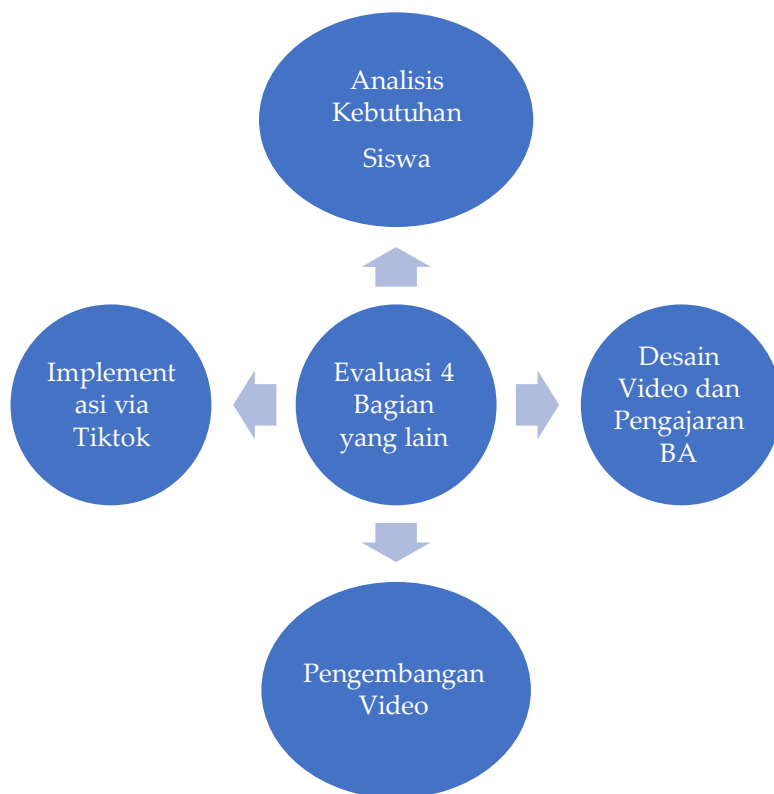 Analisis
Kebutuhan
Siswa
Implement
asi via
Tiktok
Evaluasi 4
Bagian
yang lain
Desain
Video dan
Pengajaran
BA
Pengembangan
Video